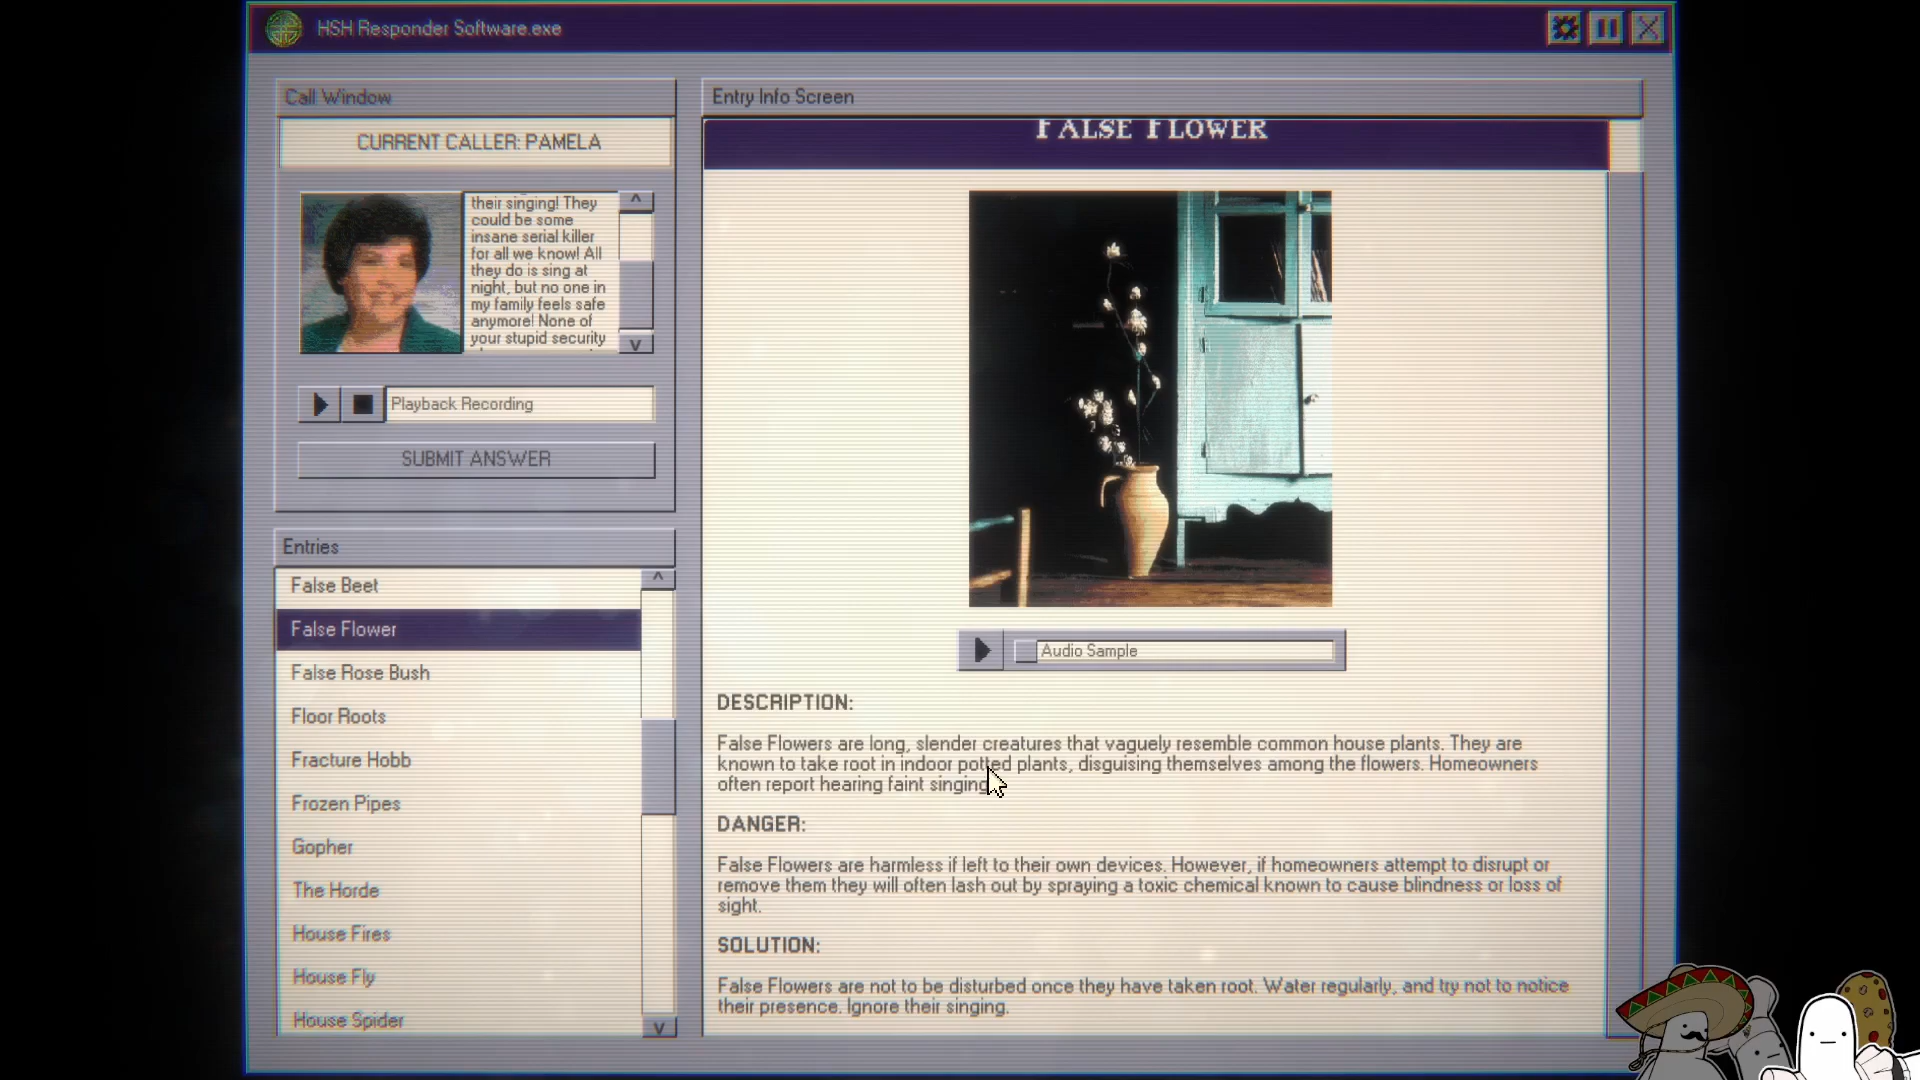 HSH Responder Software.exe
Call Window
CURRENT CALLER: PAMELA
their singing! They
could be some
insane serial killer
for all we know! All
they do is sing at
night, but no one in
my family feels safe
anymore! None of
your stupid security
^
v
Playback Recording
SUBMIT ANSWER
Entries
False Beet
False Flower
False Rose Bush
Floor Roots
Fracture Hobb
Frozen Pipes
Gopher
The Horde
House Fires
House Fly
House Spider
^
v
Entry Info Screen
FALSE FLOWER
Audio Sample
DESCRIPTION:
False Flowers are long, slender creatures that vaguely resemble common house plants. They are
known to take root in indoor potted plants, disguising themselves among the flowers. Homeowners
often report hearing faint singing
DANGER:
False Flowers are harmless if left to their own devices. However, if homeowners attempt to disrupt or
remove them they will often lash out by spraying a toxic chemical known to cause blindness or loss of
sight.
SOLUTION:
False Flowers are not to be disturbed once they have taken root. Water regularly, and try not to notice
their presence. Ignore their singing.